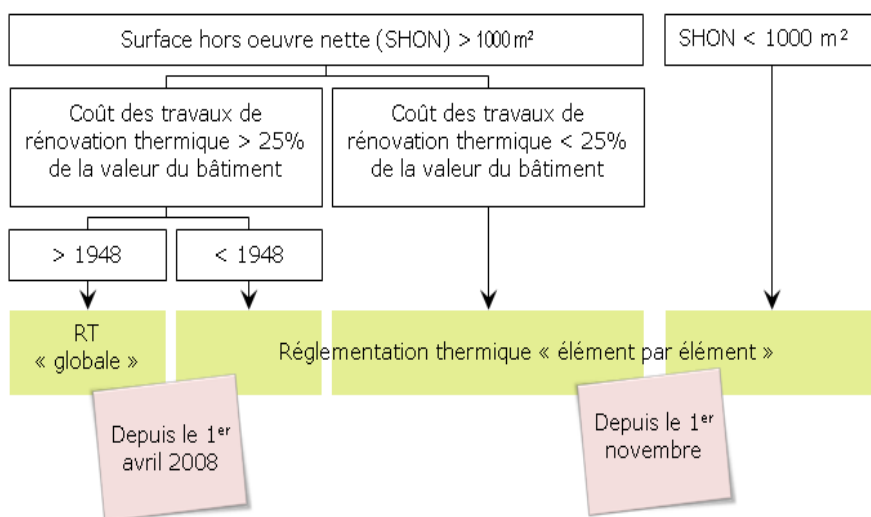 Surface hors oeuvre nette (SHON) > 1000 m²
SHON < 1000 m²
Coût des travaux de
rénovation thermique > 25%
de la valeur du bâtiment
Coût des travaux de
rénovation thermique < 25%
de la valeur du bâtiment
> 1948
< 1948
RT
« globale »
Réglementation thermique « élément par élément »
Depuis le 1er
avril 2008
Depuis le 1er
novembre